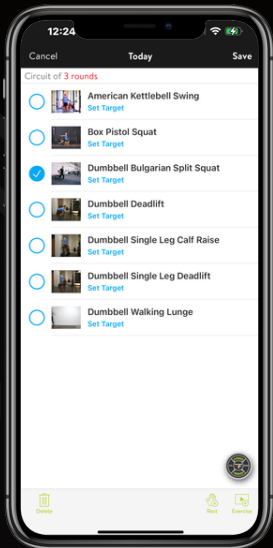 12:24
Cancel Today Save
Circuit of 3 rounds
American Kettlebell Swing
Set Target
Box Pistol Squat
Set Target
Dumbbell Bulgarian Split Squat
Set Target
Dumbbell Deadlift
Set Target
Dumbbell Single Leg Calf Raise
Set Target
Dumbbell Single Leg Deadlift
Set Target
Dumbbell Walking Lunge
Set Target
Delete Rest Exercise